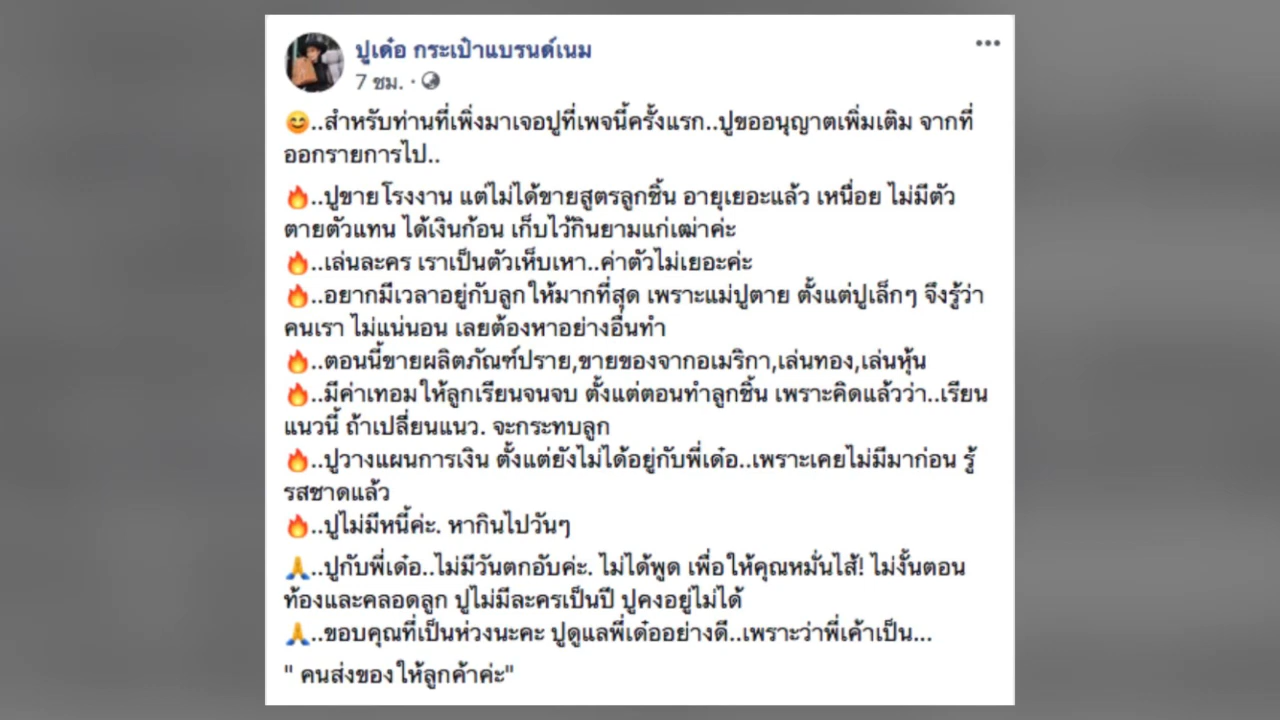 ปูเด๋อ กระเป๋าแบรนด์เนม
7 ชม. ·
😊..สำหรับท่านที่เพิ่งมาเจอปูที่เพจนี้ครั้งแรก..ปูขออนุญาตเพิ่มเติม จากที่
ออกรายการไป..
🔥..ปูขายโรงงาน แต่ไม่ได้ขายสูตรลูกชิ้น อายุเยอะแล้ว เหนื่อย ไม่มีตัว
ตายตัวแทน ได้เงินก้อน เก็บไว้กินยามแก่เฒ่าค่ะ
🔥..เล่นละคร เราเป็นตัวเห็บเหา..ค่าตัวไม่เยอะค่ะ
🔥..อยากมีเวลาอยู่กับลูกให้มากที่สุด เพราะแม่ปูตาย ตั้งแต่ปูเล็กๆ จึงรู้ว่า
คนเรา ไม่แน่นอน เลยต้องหาอย่างอื่นทำ
🔥..ตอนนี้ขายผลิตภัณฑ์ปราย,ขายของจากอเมริกา,เล่นทอง,เล่นหุ้น
🔥..มีค่าเทอมให้ลูกเรียนจนจบ ตั้งแต่ตอนทำลูกชิ้น เพราะคิดแล้วว่า..เรียน
แนวนี้ ถ้าเปลี่ยนแนว. จะกระทบลูก
🔥..ปูวางแผนการเงิน ตั้งแต่ยังไม่ได้อยู่กับพี่เด๋อ..เพราะเคยไม่มีมาก่อน รู้
รสชาดแล้ว
🔥..ปูไม่มีหนี้ค่ะ. หากินไปวันๆ
🙏..ปูกับพี่เด๋อ..ไม่มีวันตกอับค่ะ. ไม่ได้พูด เพื่อให้คุณหมั่นไส้! ไม่งั้นตอน
ท้องและคลอดลูก ปูไม่มีละครเป็นปี ปูคงอยู่ไม่ได้
🙏..ขอบคุณที่เป็นห่วงนะคะ ปูดูแลพี่เด๋ออย่างดี..เพราะว่าพี่เค้าเป็น...
" คนส่งของให้ลูกค้าค่ะ"